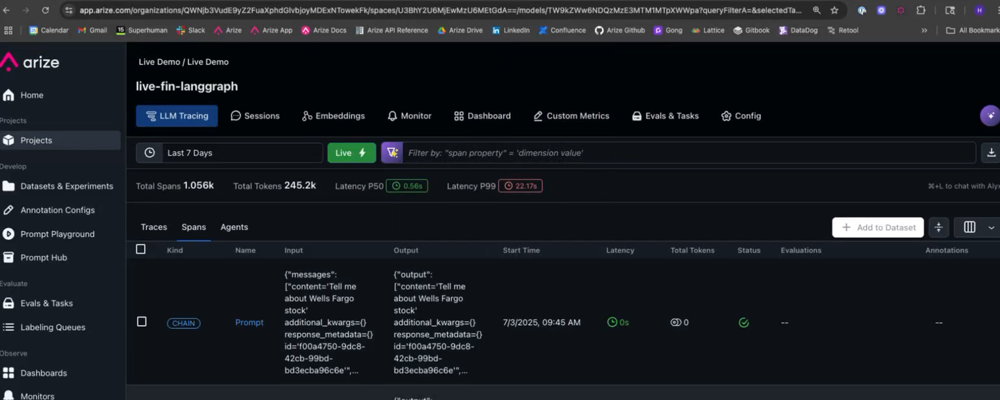 app.arize.com/organizations/QWNjb3VudE9yZ2FuaXphdGlvbjoyMDExNTowekFk/spaces/U3BhY2U6MjEwMzU6METGdA==/models/TW9kZWw6NDQzMzE3MTM1MTpXWWpa?queryFilterA=&selectedTa...
H
Calendar Gmail 15 Superhuman Slack Arize Arize App Arize Docs Arize API Reference Arize Drive LinkedIn Confluence Arize Github Gong Lattice Gitbook DataDog Retool » All Bookmark
arize
Live Demo / Live Demo
live-fin-langgraph
Home
LLM Tracing Sessions Embeddings Monitor Dashboard Custom Metrics Evals & Tasks Config
Projects
Projects
Last 7 Days Live Filter by: "span property" = 'dimension value'
Develop
Datasets & Experiments
Total Spans 1.056k Total Tokens 245.2k Latency P50 0.56s Latency P99 22.17s ⌘+L to chat with Alyx
Annotation Configs
Prompt Playground
Traces Spans Agents + Add to Dataset
Prompt Hub
Kind Name Input Output Start Time Latency Total Tokens Status Evaluations Annotations
Evaluate
Evals & Tasks
Labeling Queues
Observe
Dashboards
Monitors
CHAIN
Prompt
{"messages":
["content='Tell me
about Wells Fargo
stock'
additional_kwargs={}
response_metadata={}
id='f00a4750-9dc8-
42cb-99bd-
bd3ecba96c6e'",...
{"output":
["content='Tell me
about Wells Fargo
stock'
additional_kwargs={}
response_metadata={}
id='f00a4750-9dc8-
42cb-99bd-
bd3ecba96c6e'",...
7/3/2025, 09:45 AM
0s
0
--
--
{"output":